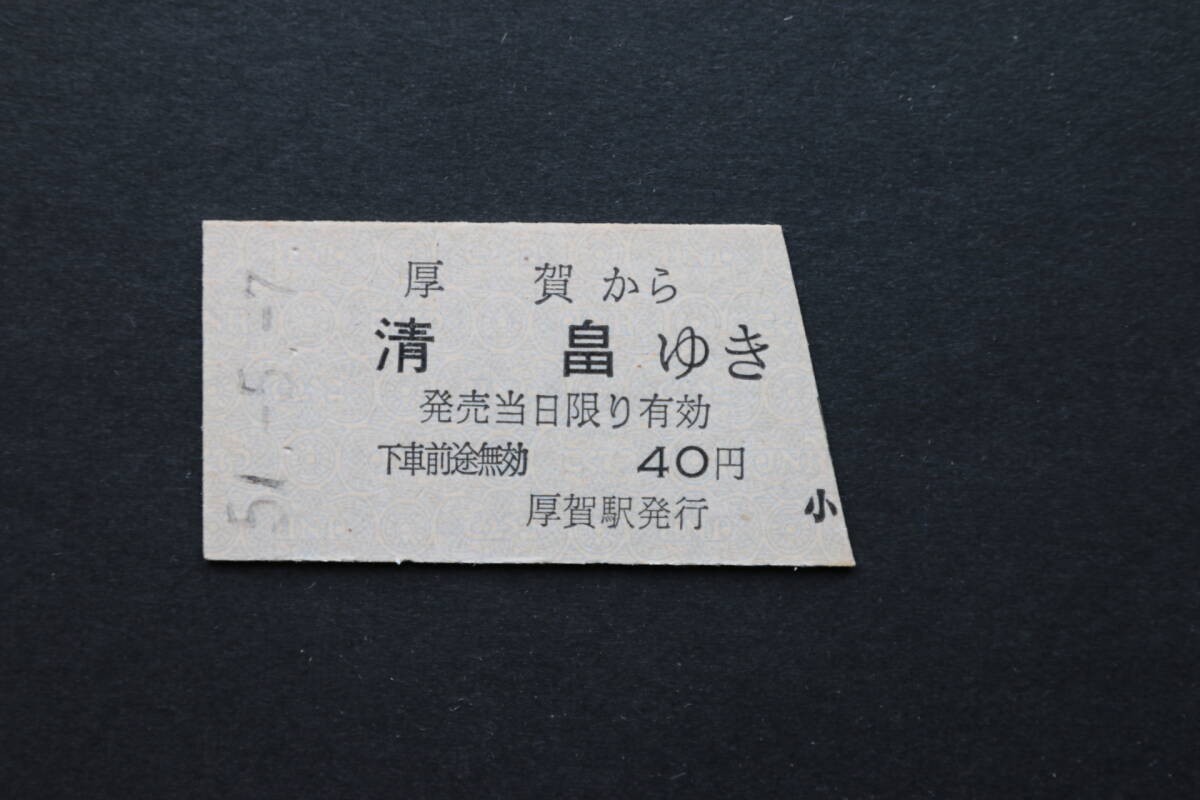 厚賀から
清畠ゆき
発売当日限り有効
下車前途無効 40円
厚賀駅発行
小
51.-5.-7